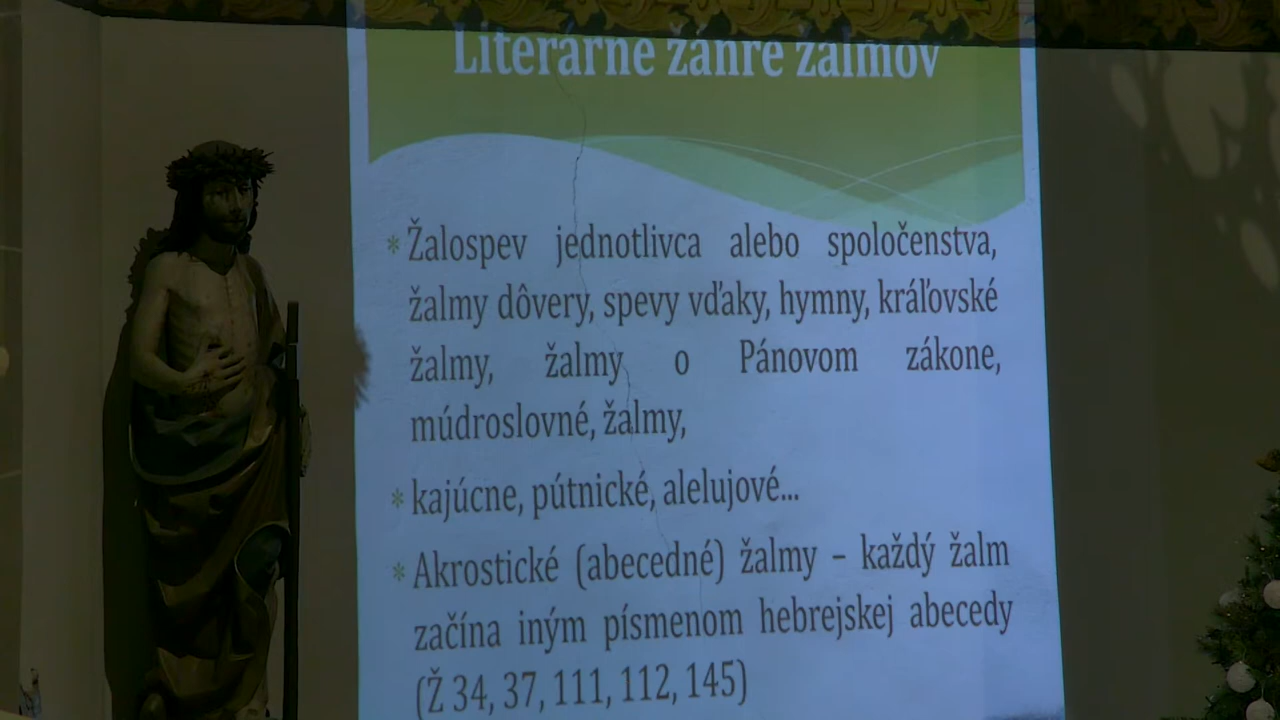 Literárne žánre žalmov
*Žalospev jednotlivca alebo spoločenstva,
žalmy dôvery, spevy vďaky, hymny, kráľovské
žalmy, žalmy o Pánovom zákone,
múdroslovné, žalmy,
*kajúcne, pútnické, alelujové...
*Akrostické (abecedné) žalmy – každý žalm
začína iným písmenom hebrejskej abecedy
(Ž 34, 37, 111, 112, 145)